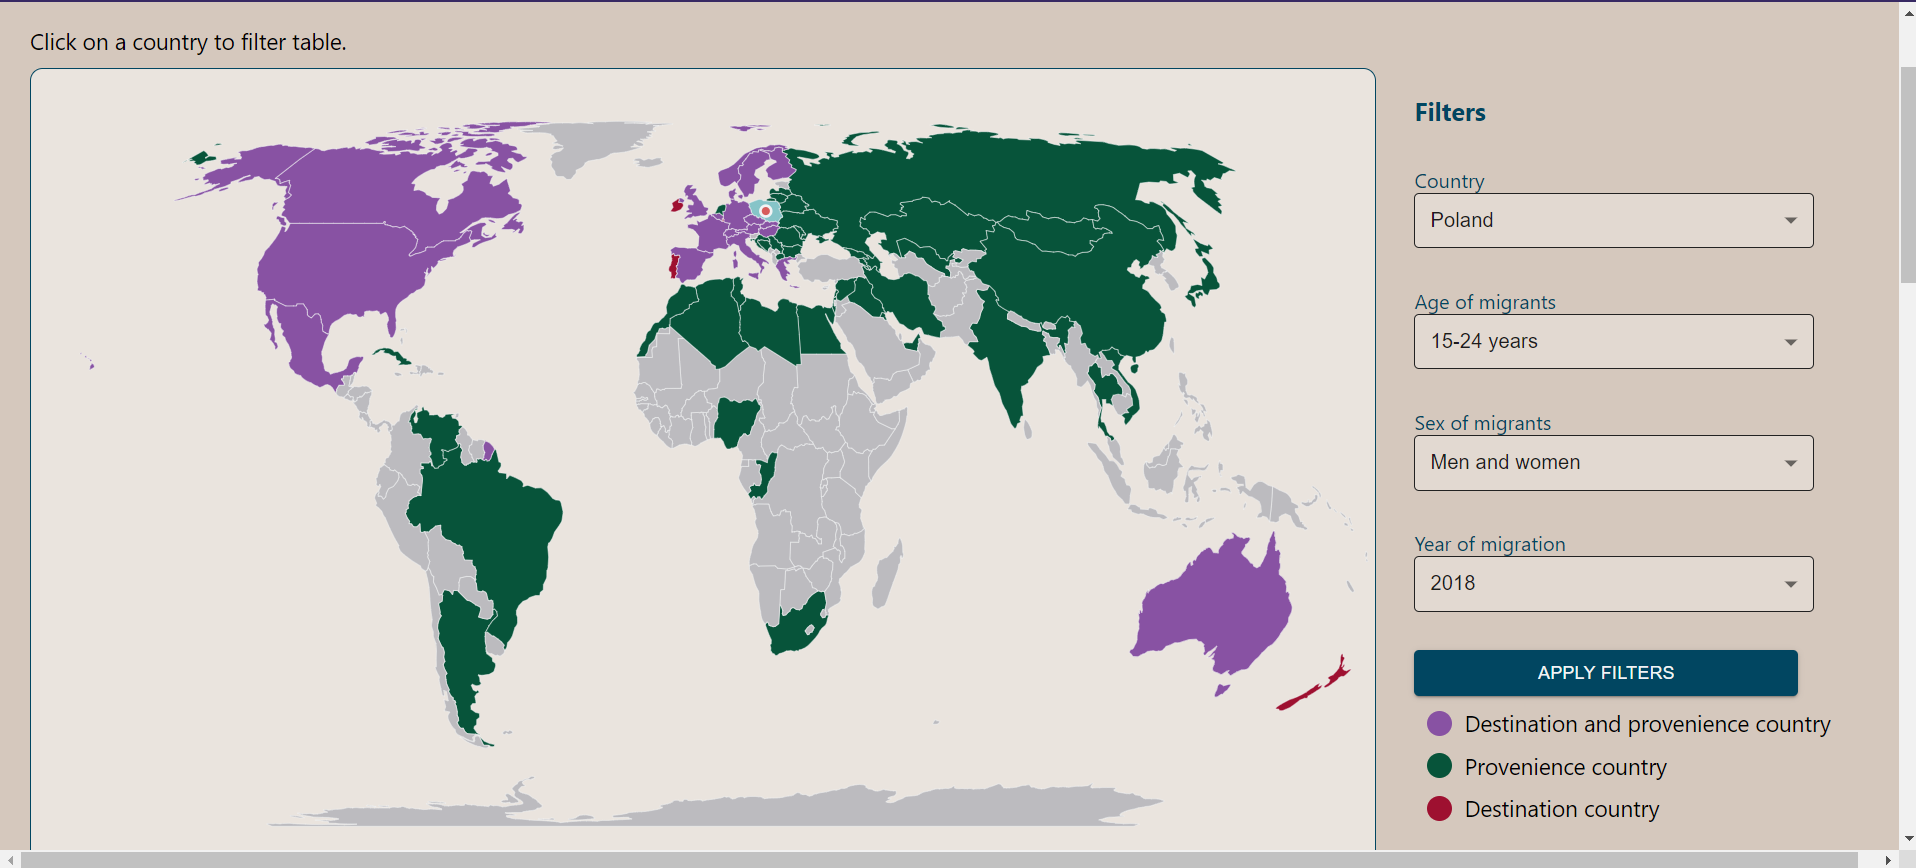 Click on a country to filter table.
Filters
Country
Poland
Age of migrants
15-24 years
Sex of migrants
Men and women
Year of migration
2018
APPLY FILTERS
Destination and provenience country
Provenience country
Destination country